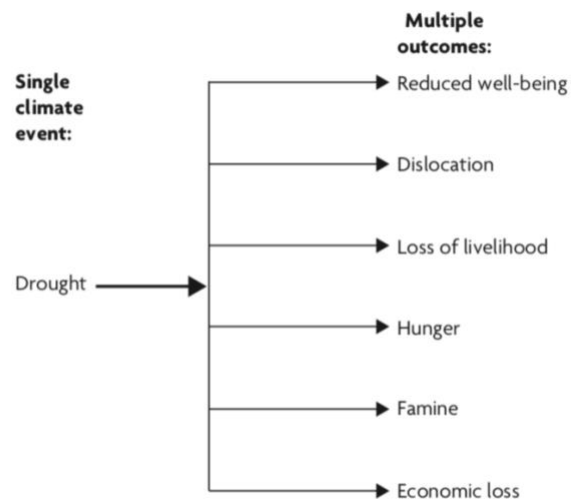 Multiple
outcomes:
Single
climate
event:
Reduced well-being
Dislocation
Loss of livelihood
Drought
Hunger
Famine
Economic loss